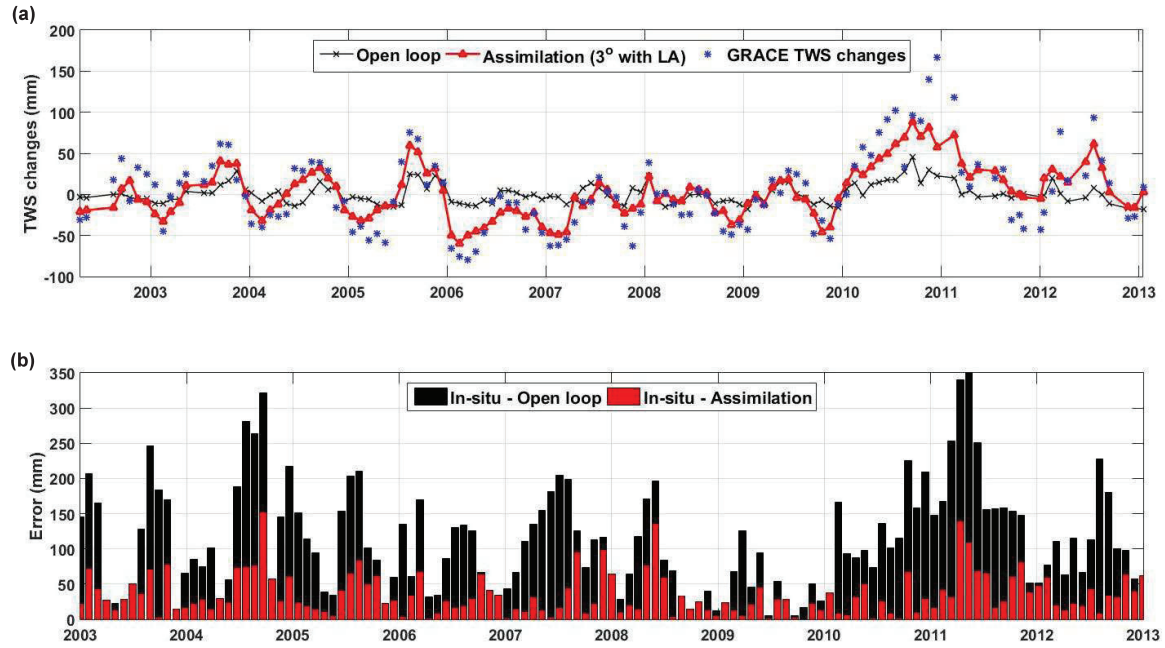 (a)
200
150
100
50
0
-50
-100
TWS changes (mm)
Open loop Assimilation (3o with LA) GRACE TWS changes
2003 2004 2005 2006 2007 2008 2009 2010 2011 2012 2013
(b)
350
300
250
200
150
100
50
0
Error (mm)
In-situ - Open loop In-situ - Assimilation
2003 2004 2005 2006 2007 2008 2009 2010 2011 2012 2013